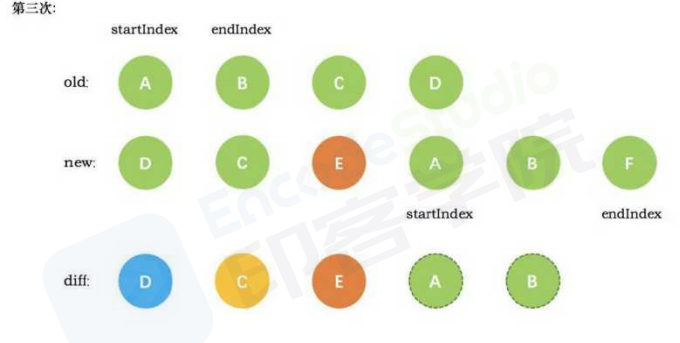 第三次:
startIndex endIndex
old: A B C D
new: D C E A B F
startIndex endIndex
diff: D C E A B
EncodeStudio
印客学院